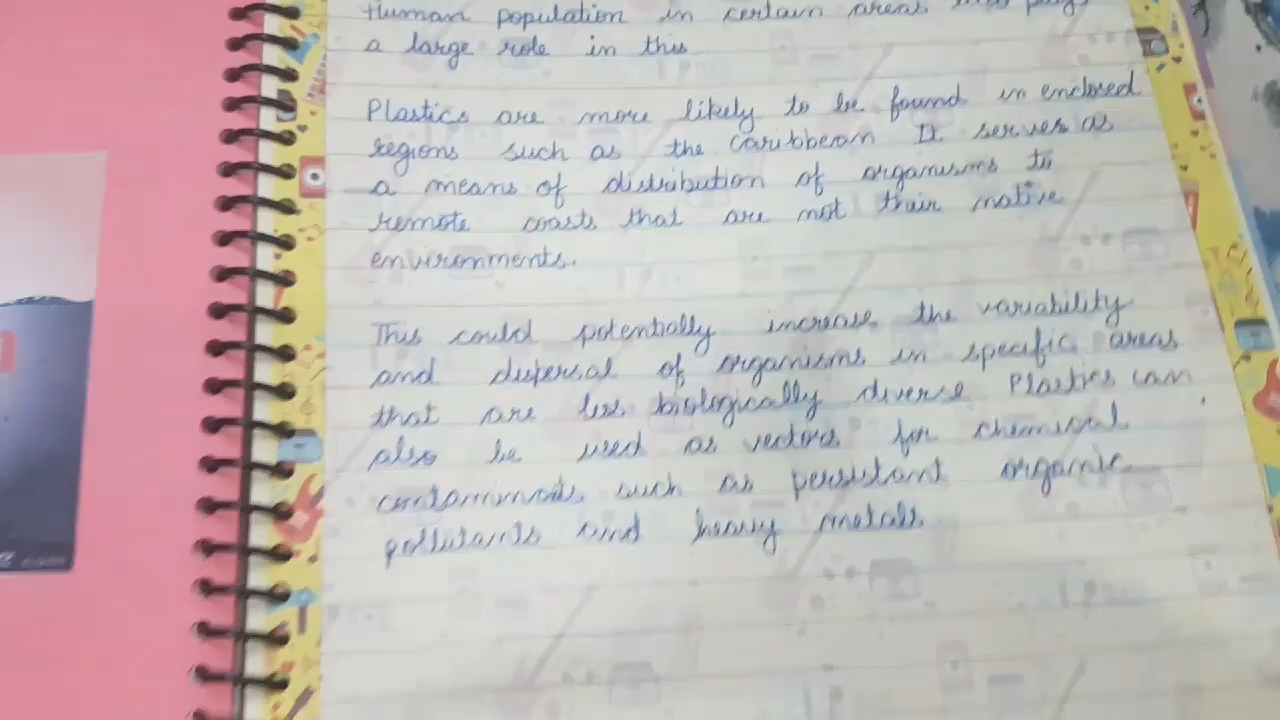 Human population in certain areas may play
a large role in this
Plastics are more likely to be found in enclosed
regions such as the Caribbean It serves as
a means of distribution of organisms to
remote coasts that are not their native
environments.
This could potentially increase the variability
and dispersal of organisms in specific areas
that are less biologically diverse Plastics can
also be used as vectors for chemical
such as persistant organic
pollutants and heavy metals